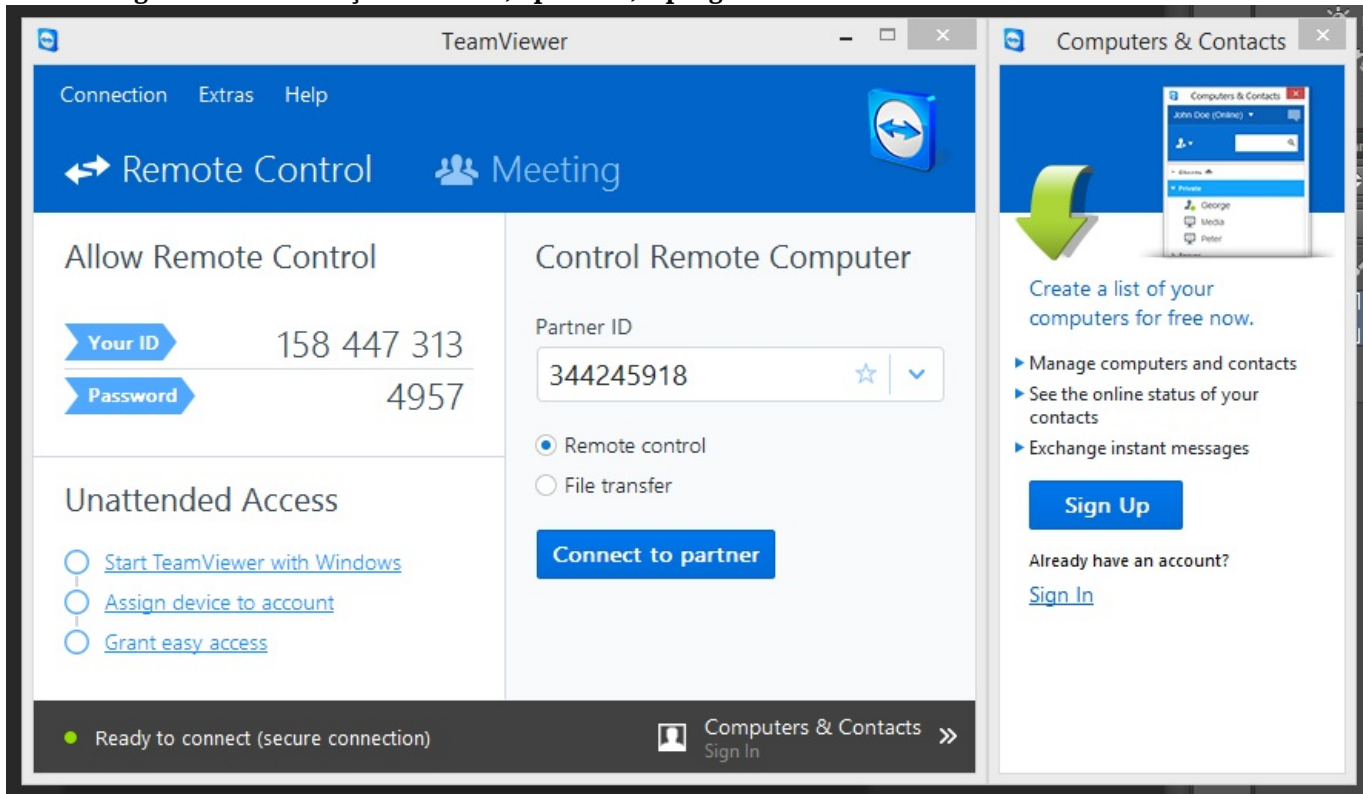 TeamViewer
Connection Extras Help
Remote Control Meeting
Allow Remote Control
Your ID 158 447 313
Password 4957
Unattended Access
Start TeamViewer with Windows
Assign device to account
Grant easy access
Control Remote Computer
Partner ID
344245918
Remote control
File transfer
Connect to partner
Ready to connect (secure connection)
Computers & Contacts
Sign In
Computers & Contacts
Computers & Contacts
John Doe (Online)
Private
George
Media
Peter
Create a list of your
computers for free now.
Manage computers and contacts
See the online status of your
contacts
Exchange instant messages
Sign Up
Already have an account?
Sign In